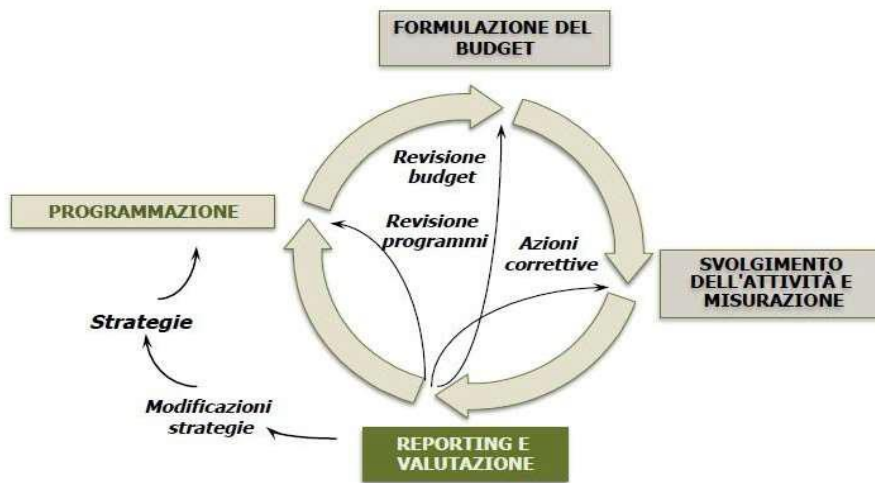 FORMULAZIONE DEL
BUDGET
Revisione
budget
PROGRAMMAZIONE
Revisione
programmi
Azioni
correttive
SVOLGIMENTO
DELL'ATTIVITÀ E
MISURAZIONE
Strategie
Modificazioni
strategie
REPORTING E
VALUTAZIONE